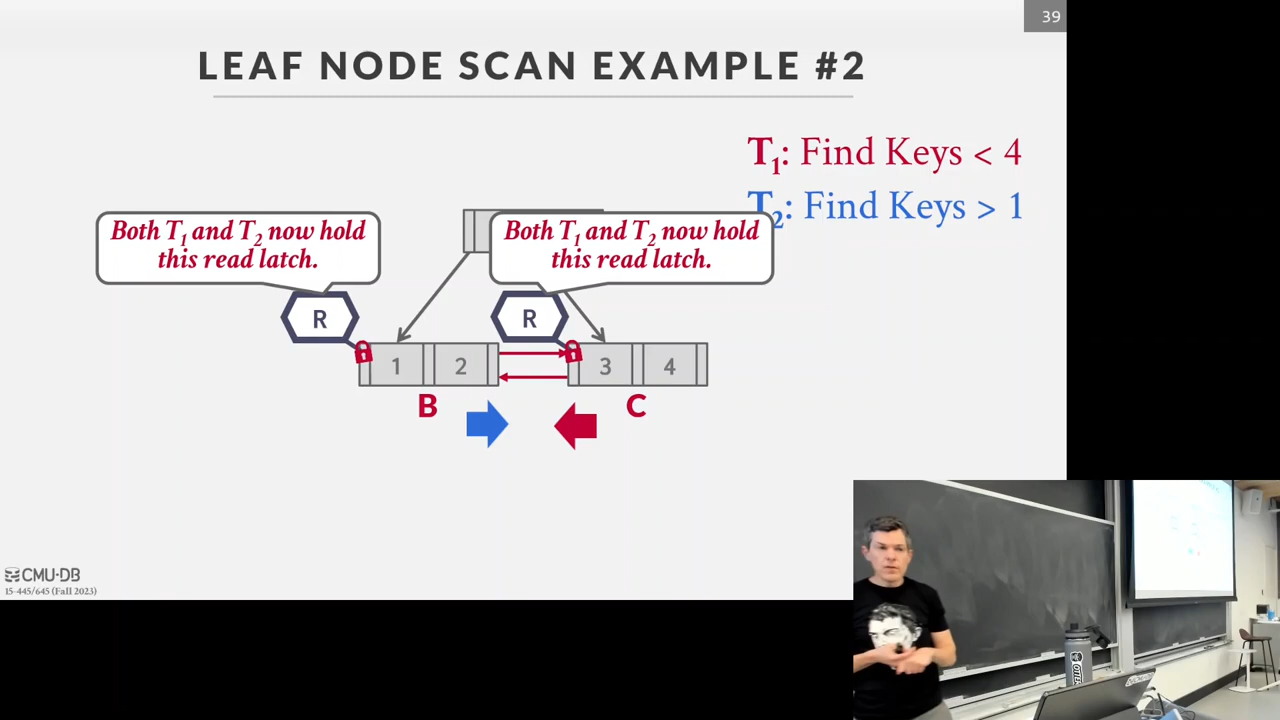 39
LEAF NODE SCAN EXAMPLE #2
T1: Find Keys < 4
T2: Find Keys > 1
Both T1 and T2 now hold
this read latch.
Both T1 and T2 now hold
this read latch.
R
R
1 2
3 4
B
C
CMU·DB
15-445/645 (Fall 2023)